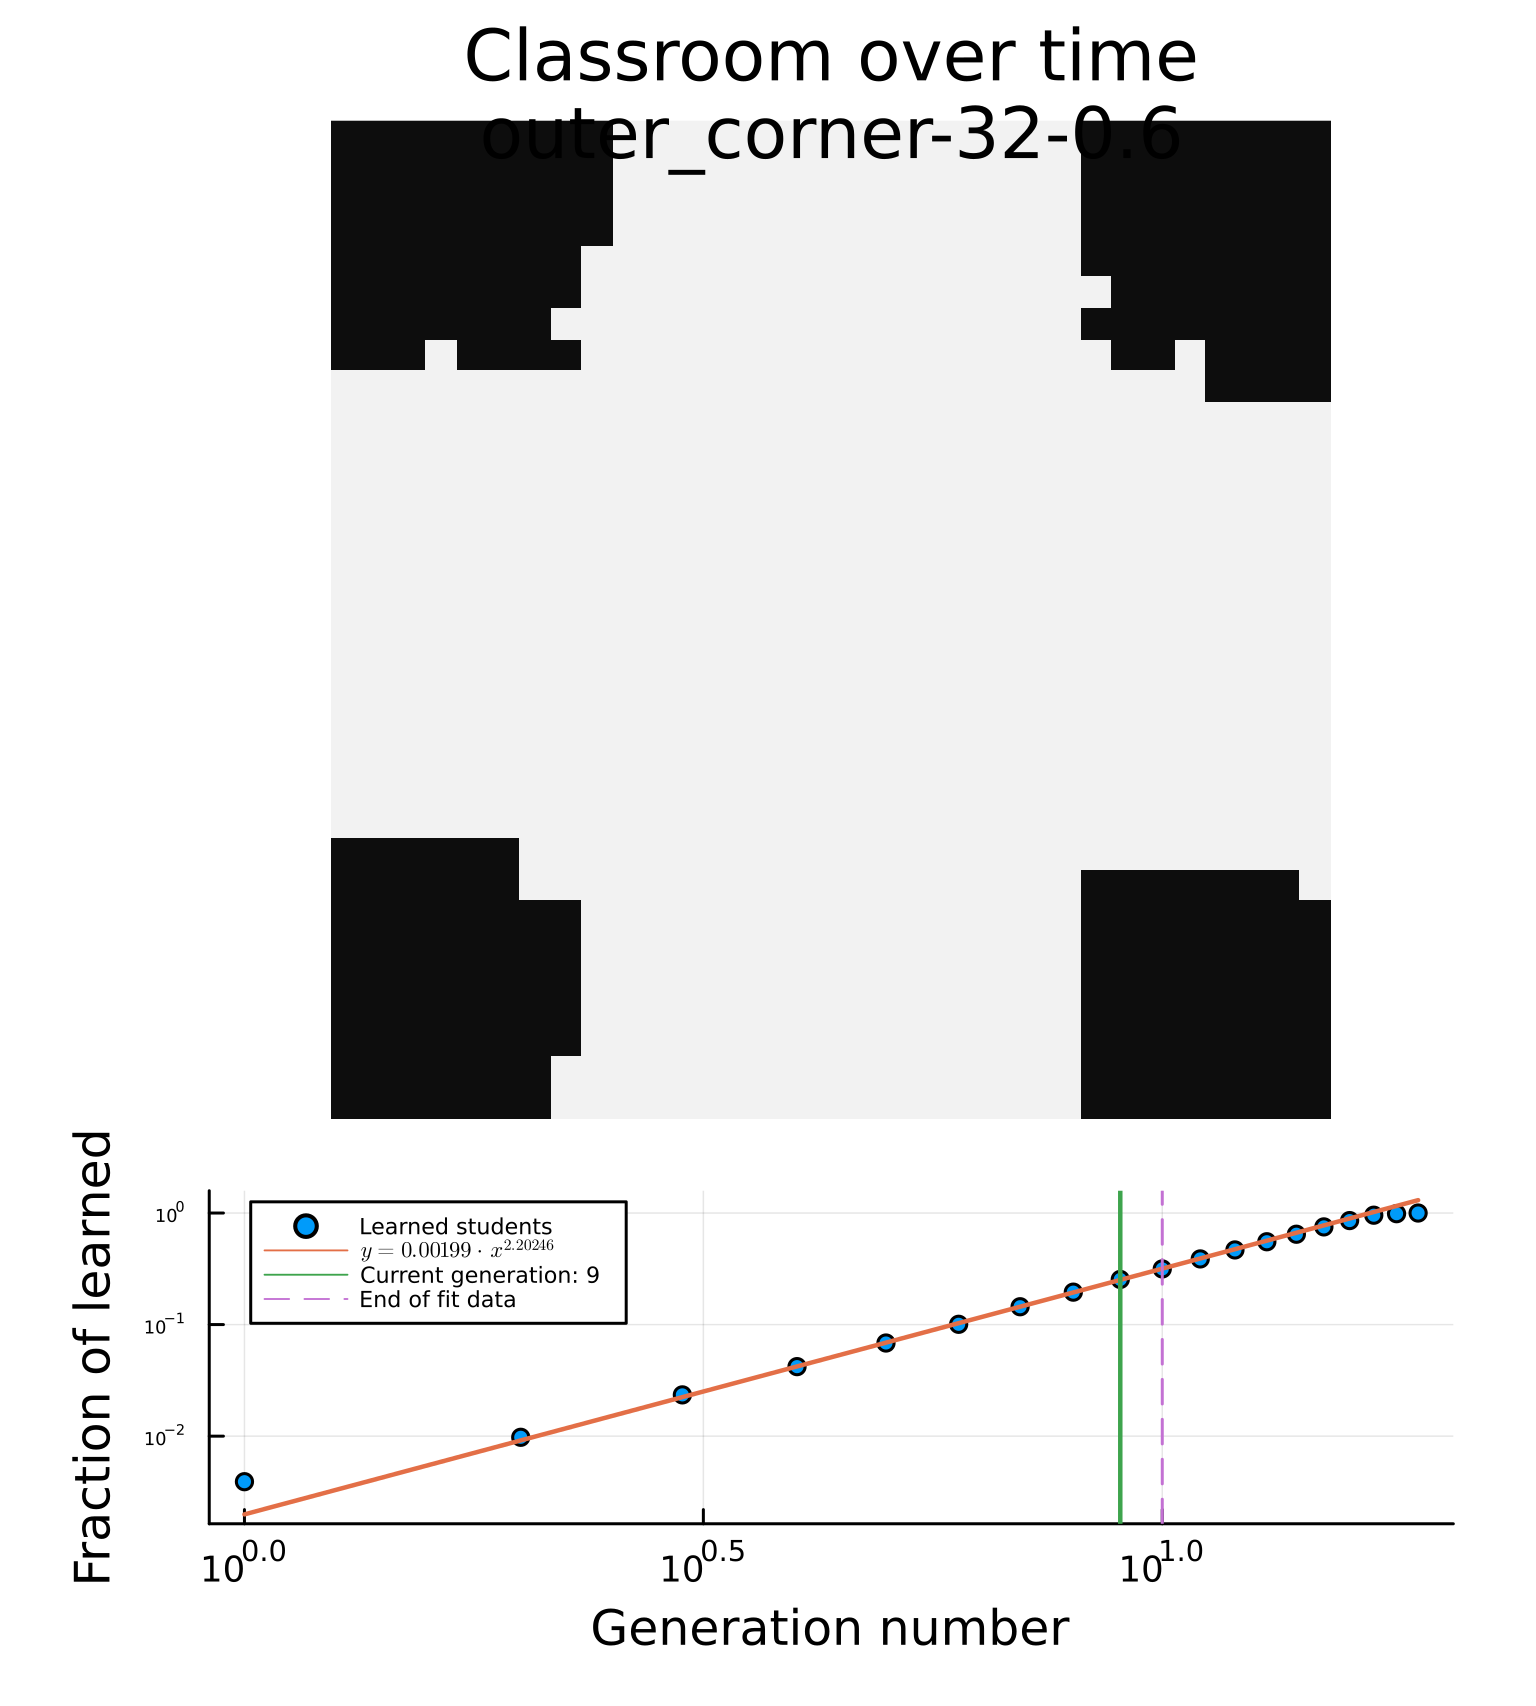 Classroom over time
outer_corner-32-0.6
Fraction of learned
10⁰
10⁻¹
10⁻²
Learned students
y = 0.00199 · x^2.20246
Current generation: 9
End of fit data
10^0.0
10^0.5
10^1.0
Generation number